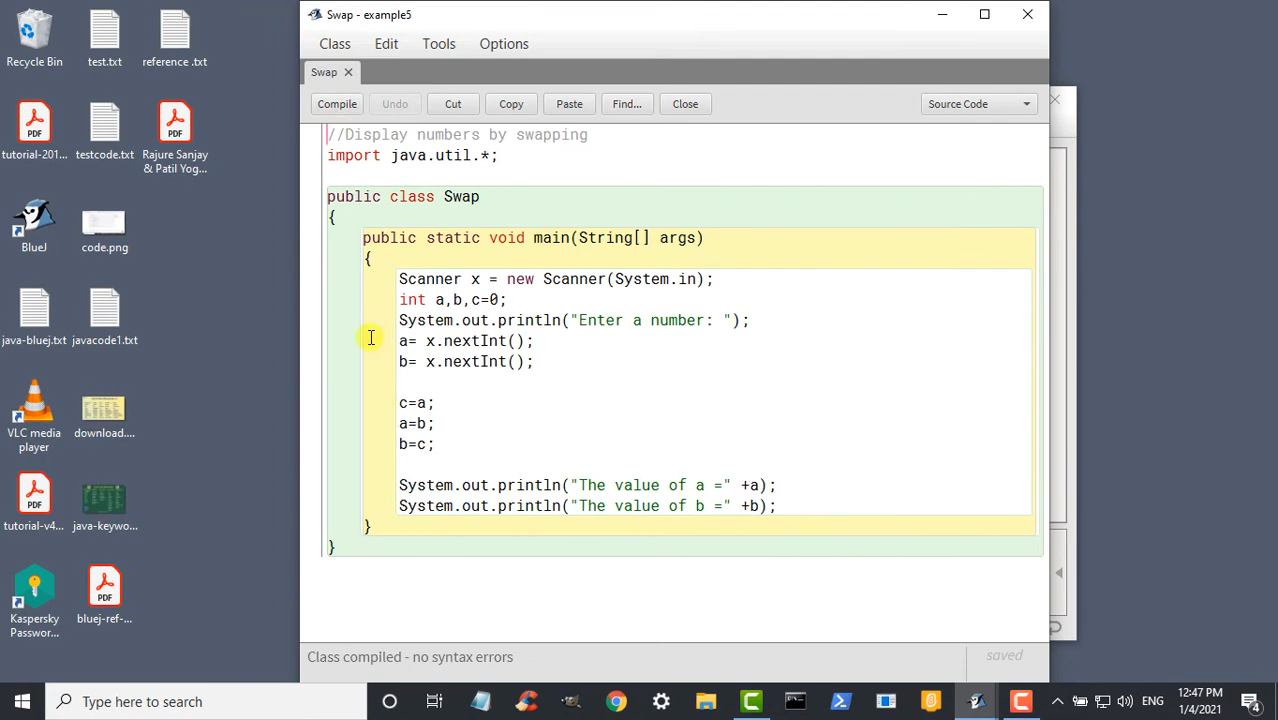 Recycle Bin
test.txt
reference .txt
PDF
tutorial-201...
testcode.txt
PDF
Rajure Sanjay
& Patil Yog...
BlueJ
code.png
java-bluej.txt
javacode1.txt
VLC media
player
download....
PDF
tutorial-v4...
java-keywo...
Kaspersky
Passwor...
PDF
bluej-ref-...
Swap - example5
Class Edit Tools Options
Swap
Compile Undo Cut Copy Paste Find... Close Source Code
//Display numbers by swapping
import java.util.*;
public class Swap
{
public static void main(String[] args)
{
Scanner x = new Scanner(System.in);
int a,b,c=0;
System.out.println("Enter a number: ");
a= x.nextInt();
b= x.nextInt();
c=a;
a=b;
b=c;
System.out.println("The value of a =" +a);
System.out.println("The value of b =" +b);
}
}
Class compiled - no syntax errors
saved
Type here to search
ENG
12:47 PM
1/4/2021
4